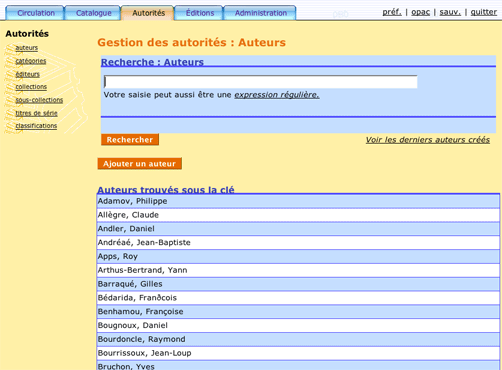 Circulation Catalogue Autorités Éditions Administration préf. | opac | sauv. | quitter
Autorités
auteurs
catégories
éditeurs
collections
sous-collections
titres de série
classifications
Gestion des autorités : Auteurs
Recherche : Auteurs
Votre saisie peut aussi être une expression régulière.
Rechercher Voir les derniers auteurs créés
Ajouter un auteur
Auteurs trouvés sous la clé
Adamov, Philippe
Allègre, Claude
Andler, Daniel
Andréaé, Jean-Baptiste
Apps, Roy
Arthus-Bertrand, Yann
Barraqué, Gilles
Bédarida, Franðcois
Benhamou, Françoise
Bougnoux, Daniel
Bourdoncle, Raymond
Bourrissoux, Jean-Loup
Bruchon, Yves